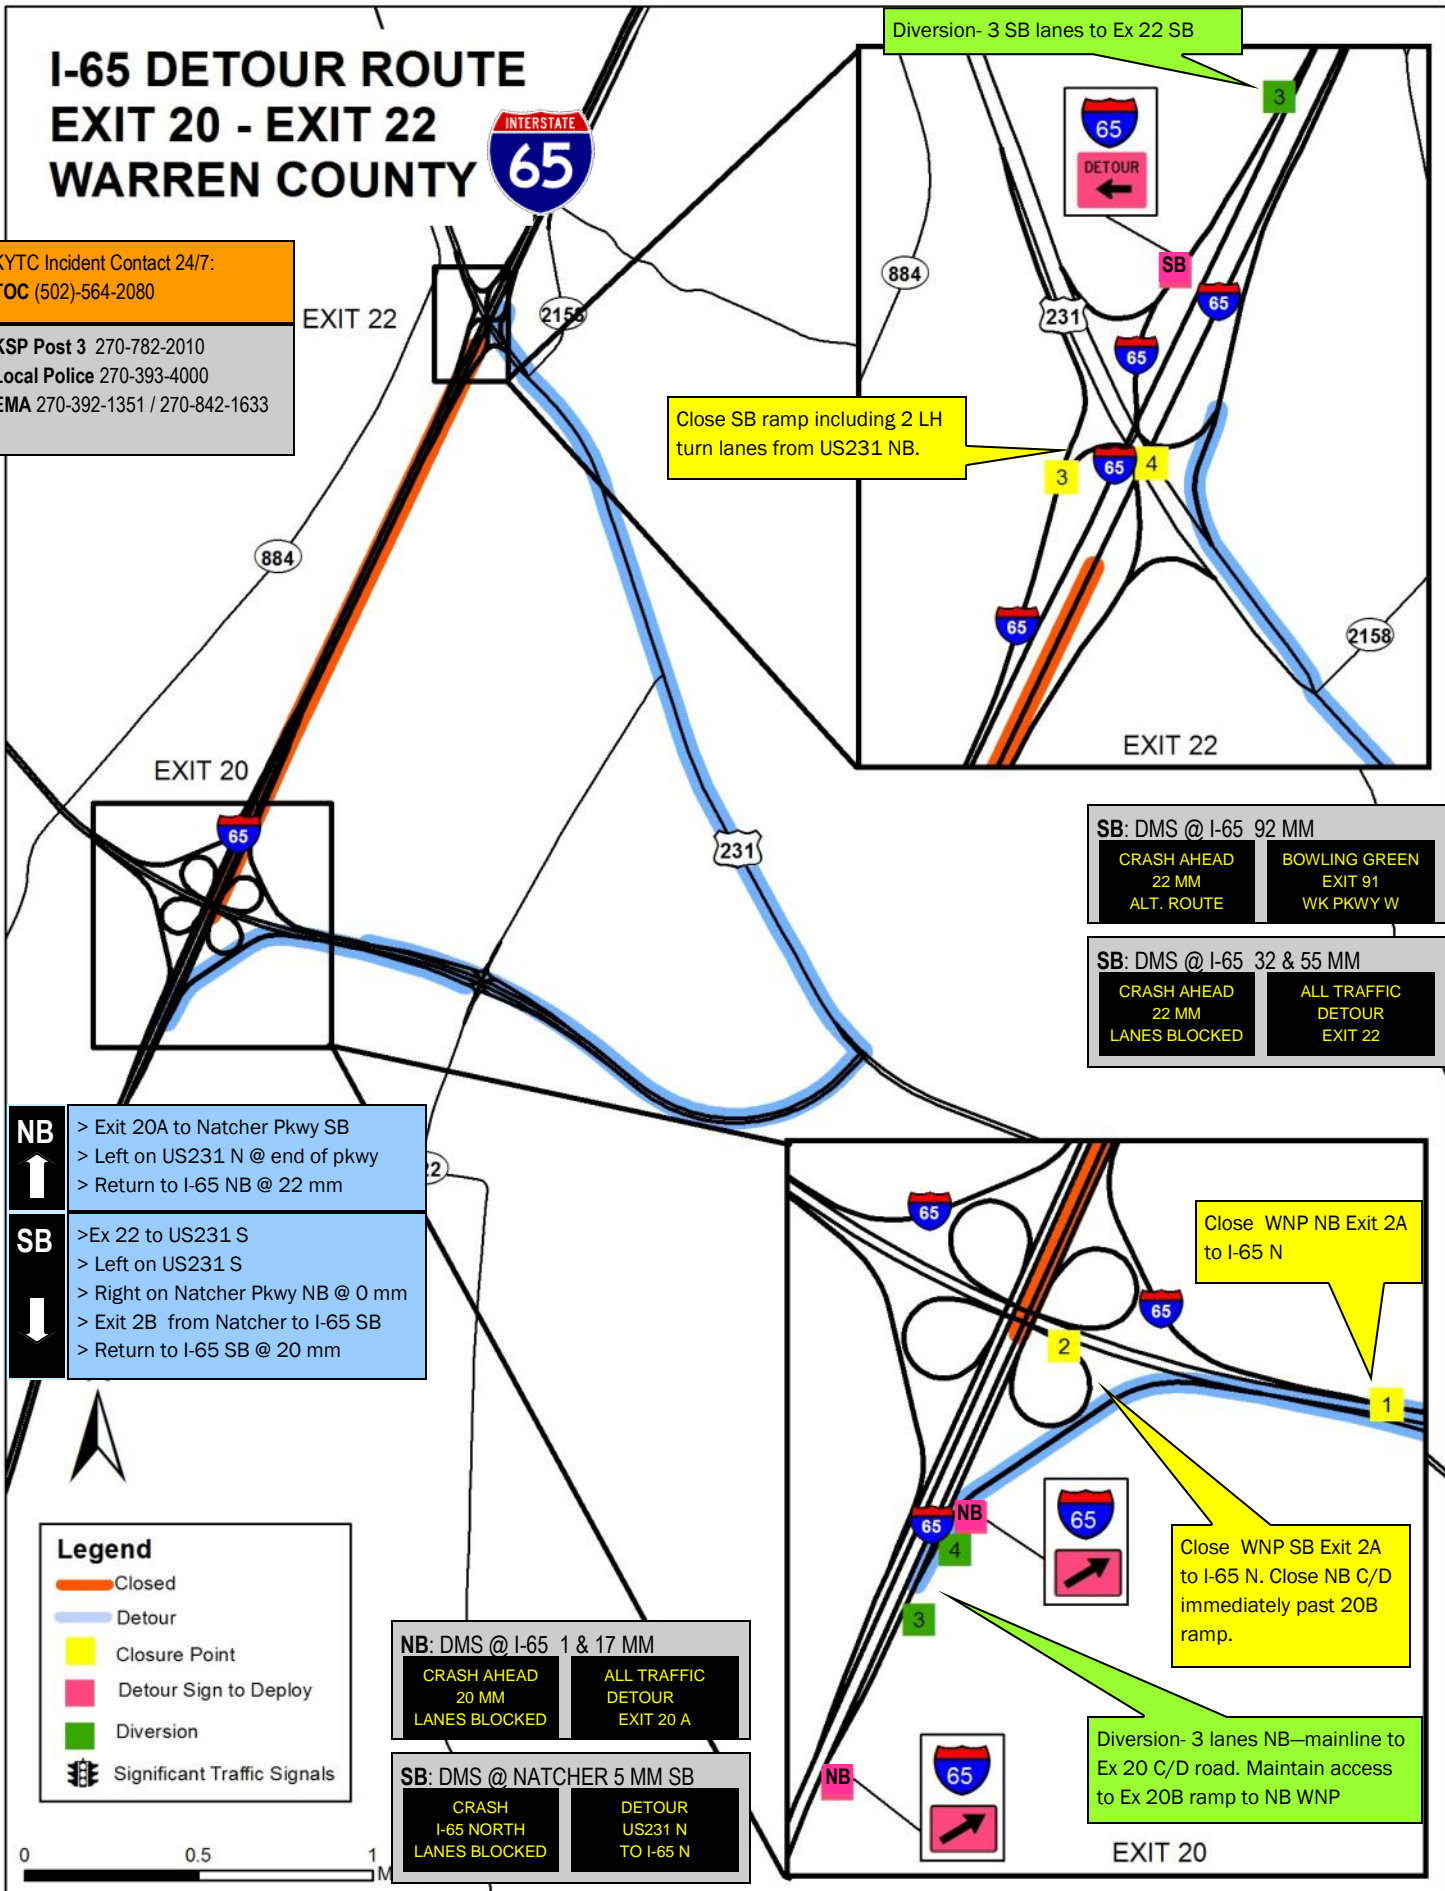 I-65 DETOUR ROUTE
EXIT 20 - EXIT 22
WARREN COUNTY
INTERSTATE
65
KYTC Incident Contact 24/7:
TOC (502)-564-2080
KSP Post 3 270-782-2010
Local Police 270-393-4000
EMA 270-392-1351 / 270-842-1633
EXIT 22
2158
884
231
EXIT 20
65
Diversion- 3 SB lanes to Ex 22 SB
3
65
DETOUR
SB
884
231
65
65
Close SB ramp including 2 LH
turn lanes from US231 NB.
3
65
4
65
2158
EXIT 22
SB: DMS @ I-65 92 MM
CRASH AHEAD
22 MM
ALT. ROUTE
BOWLING GREEN
EXIT 91
WK PKWY W
SB: DMS @ I-65 32 & 55 MM
CRASH AHEAD
22 MM
LANES BLOCKED
ALL TRAFFIC
DETOUR
EXIT 22
NB
> Exit 20A to Natcher Pkwy SB
> Left on US231 N @ end of pkwy
> Return to I-65 NB @ 22 mm
SB
>Ex 22 to US231 S
> Left on US231 S
> Right on Natcher Pkwy NB @ 0 mm
> Exit 2B from Natcher to I-65 SB
> Return to I-65 SB @ 20 mm
22
65
Close WNP NB Exit 2A
to I-65 N
65
2
1
65
NB
4
65
3
Close WNP SB Exit 2A
to I-65 N. Close NB C/D
immediately past 20B
ramp.
Diversion- 3 lanes NB—mainline to
Ex 20 C/D road. Maintain access
to Ex 20B ramp to NB WNP
NB
65
EXIT 20
Legend
Closed
Detour
Closure Point
Detour Sign to Deploy
Diversion
Significant Traffic Signals
0 0.5 1
M
NB: DMS @ I-65 1 & 17 MM
CRASH AHEAD
20 MM
LANES BLOCKED
ALL TRAFFIC
DETOUR
EXIT 20 A
SB: DMS @ NATCHER 5 MM SB
CRASH
I-65 NORTH
LANES BLOCKED
DETOUR
US231 N
TO I-65 N